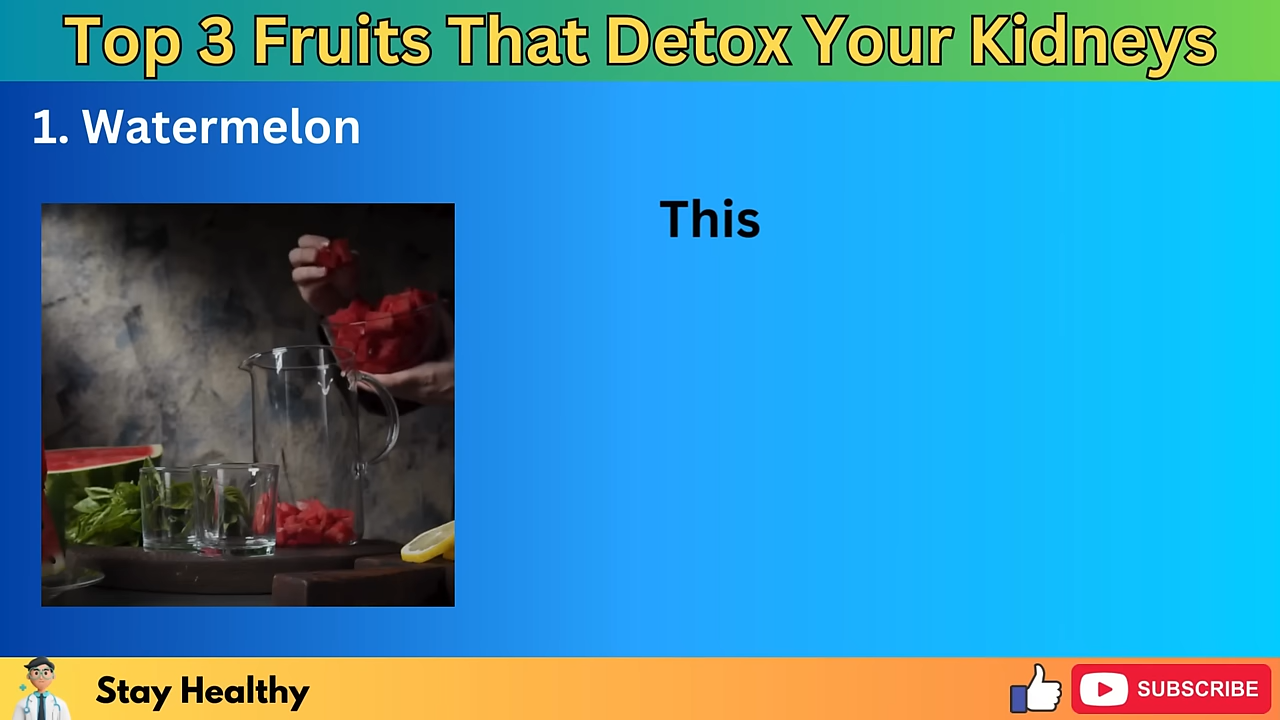 Top 3 Fruits That Detox Your Kidneys
1. Watermelon
This
Stay Healthy
SUBSCRIBE